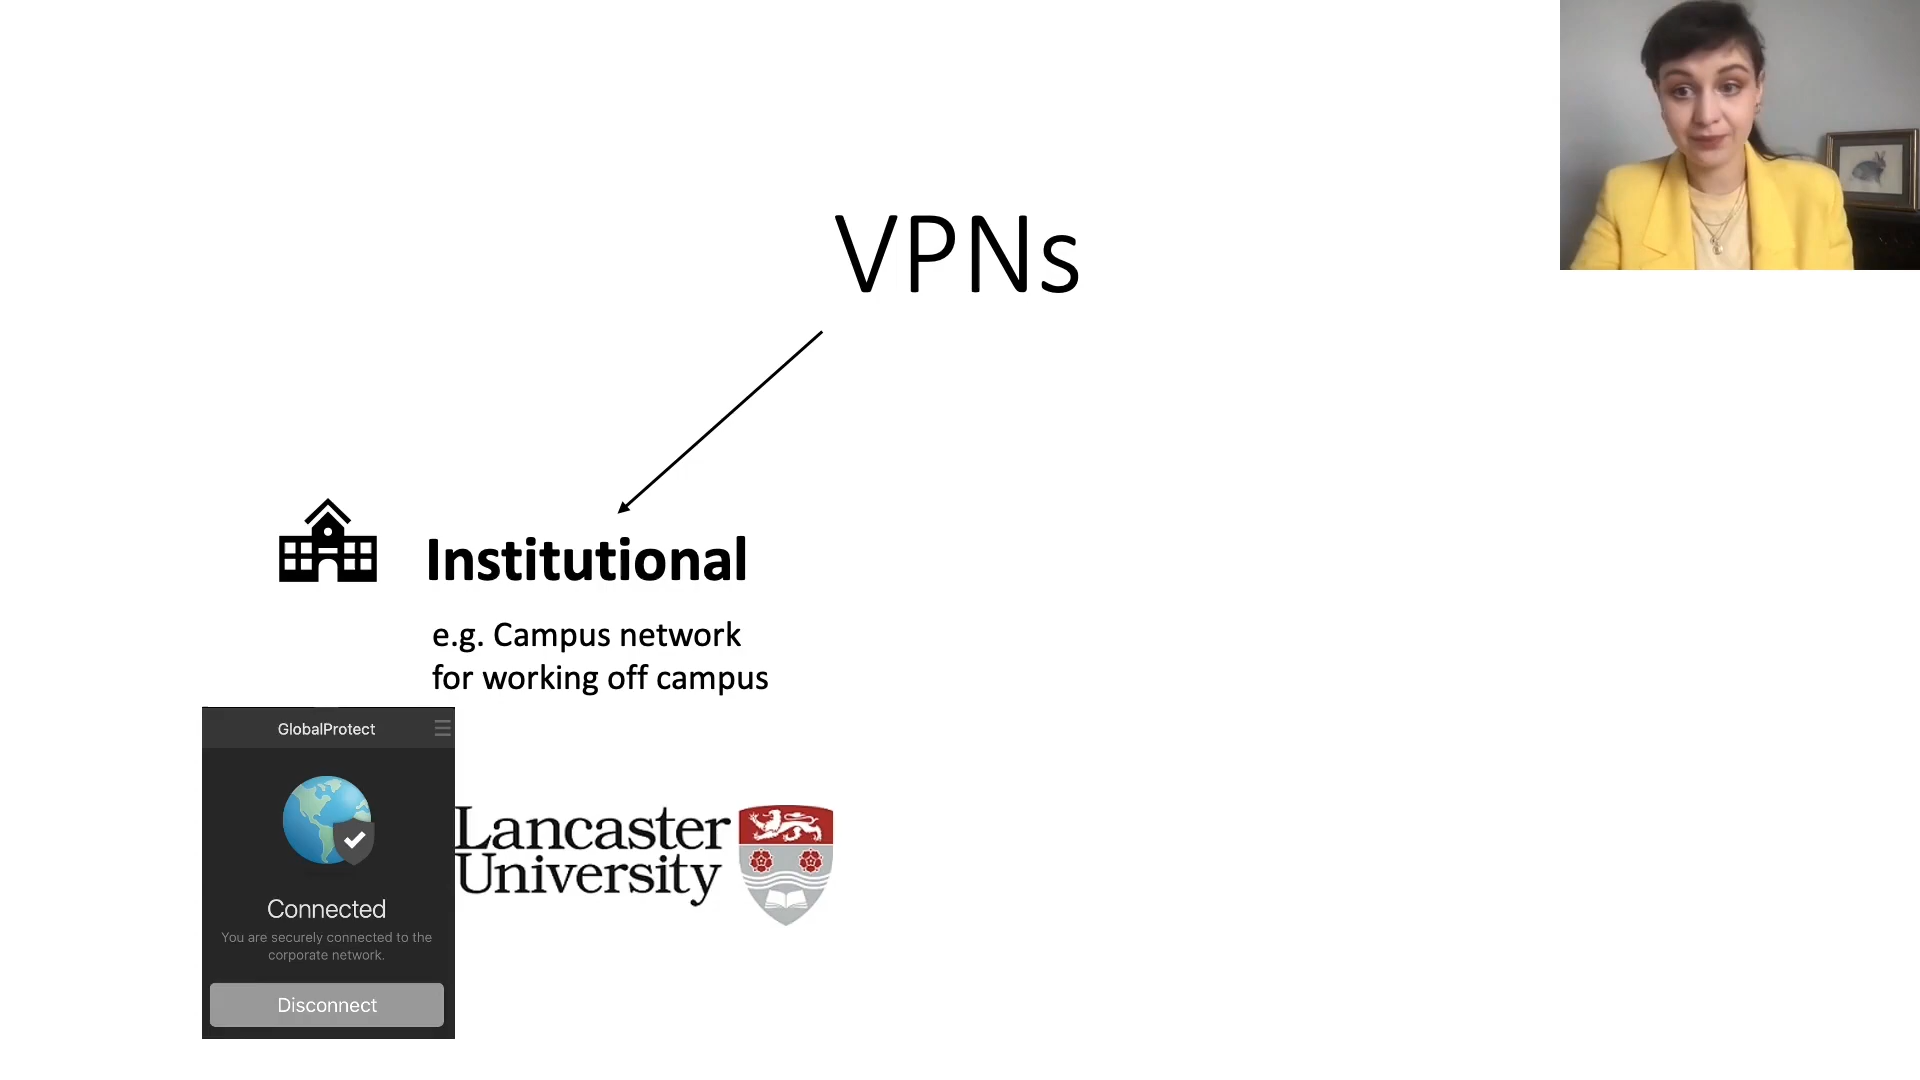 VPNs
Institutional
e.g. Campus network
for working off campus
GlobalProtect
Connected
You are securely connected to the
corporate network.
Disconnect
Lancaster
University